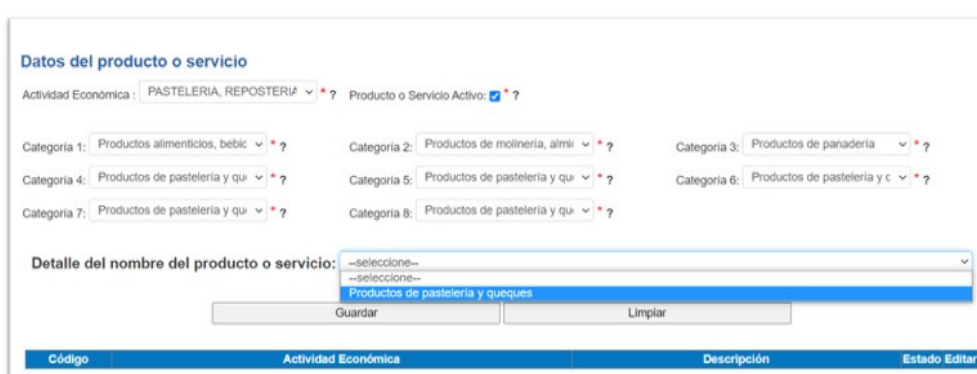 Datos del producto o servicio
Actividad Económica : PASTELERIA, REPOSTERIA * ? Producto o Servicio Activo: * ?
Categoría 1: Productos alimenticios, bebic * ? Categoría 2: Productos de molinería, almi * ? Categoría 3: Productos de panadería * ?
Categoría 4: Productos de pastelería y qu * ? Categoría 5: Productos de pastelería y qu * ? Categoría 6: Productos de pastelería y c * ?
Categoría 7: Productos de pastelería y qu * ? Categoría 8: Productos de pastelería y qu * ?
Detalle del nombre del producto o servicio: --seleccione--
--seleccione--
Productos de pastelería y queques
Guardar Limpiar
Código Actividad Económica Descripción Estado Editar